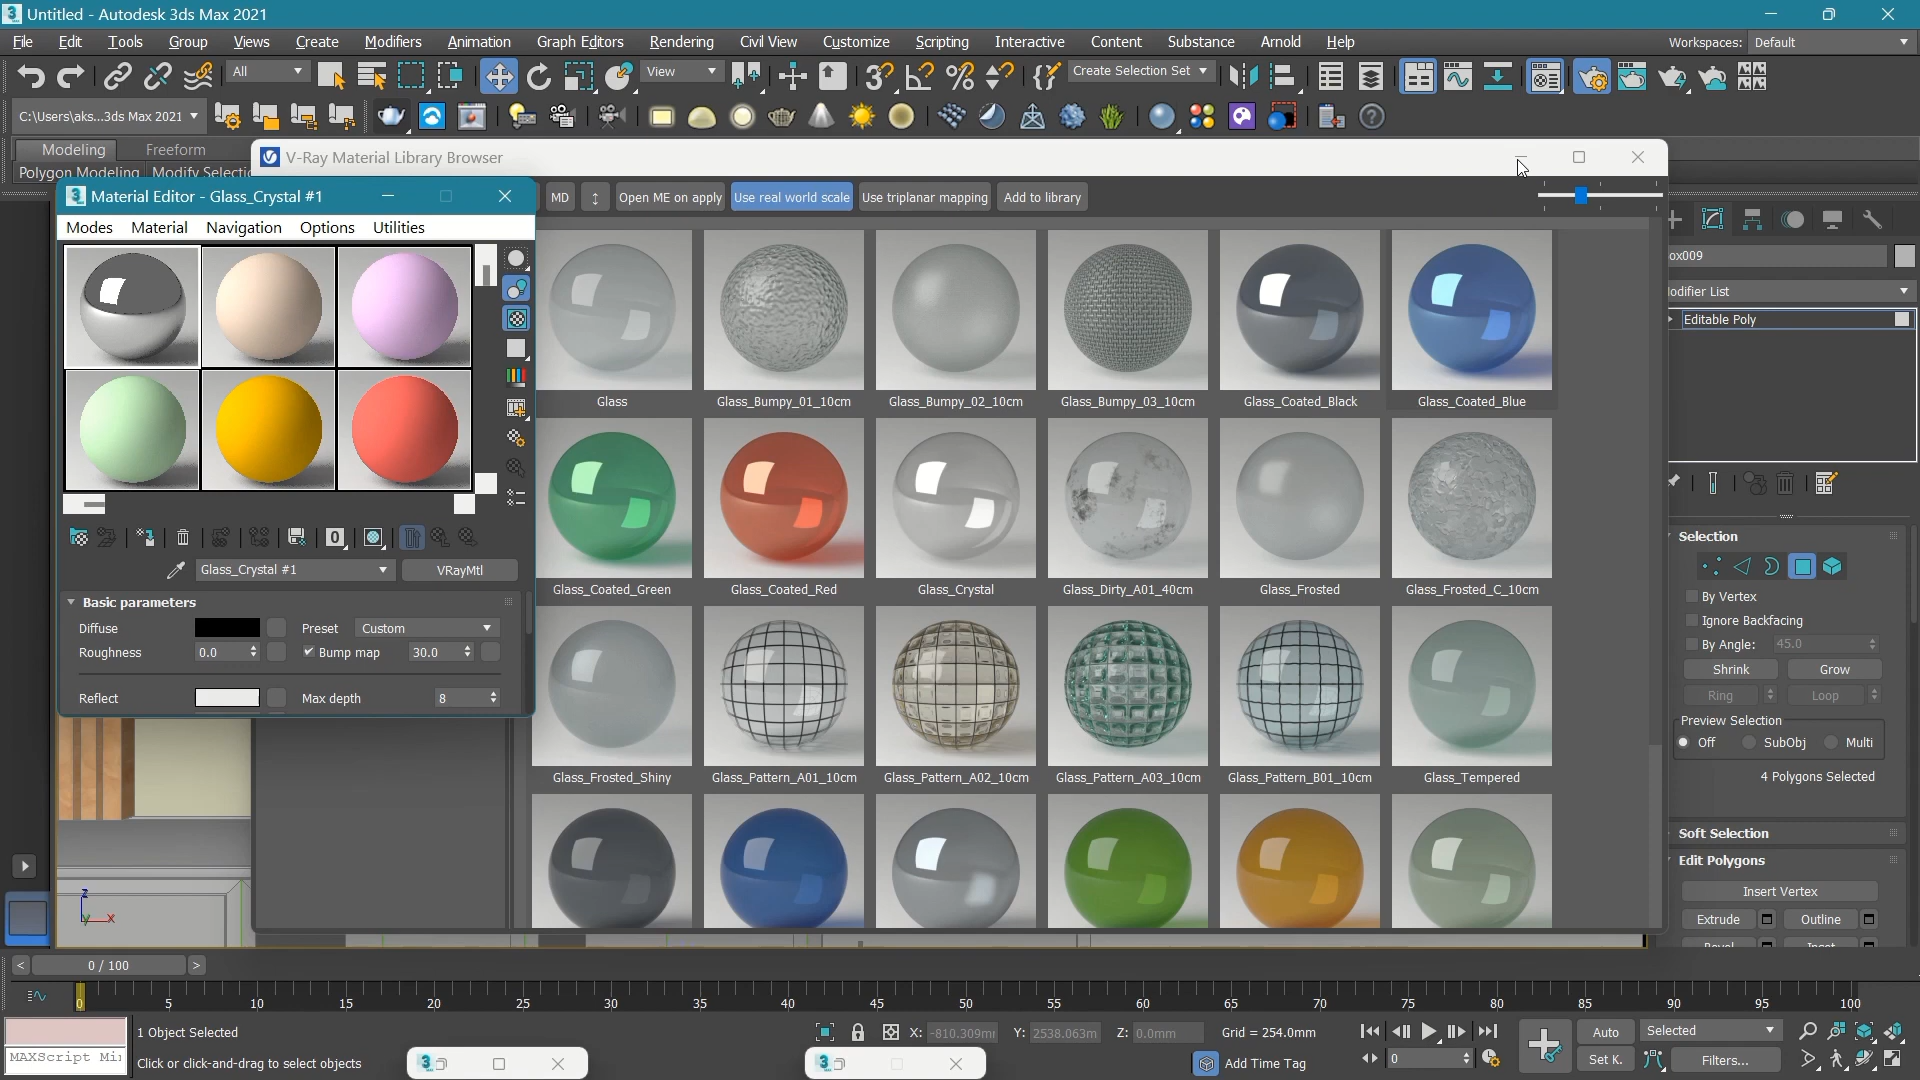 Untitled - Autodesk 3ds Max 2021
File Edit Tools Group Views Create Modifiers Animation Graph Editors Rendering Civil View Customize Scripting Interactive Content Substance Arnold Help
Workspaces: Default
All
View
Create Selection Set
C:\Users\aks...3ds Max 2021
Modeling Freeform
Polygon Modeling Modify Selectio
V-Ray Material Library Browser
Material Editor - Glass_Crystal #1
MD Open ME on apply Use real world scale Use triplanar mapping Add to library
Modes Material Navigation Options Utilities
Glass Glass_Bumpy_01_10cm Glass_Bumpy_02_10cm Glass_Bumpy_03_10cm Glass_Coated_Black Glass_Coated_Blue
Glass_Coated_Green Glass_Coated_Red Glass_Crystal Glass_Dirty_A01_40cm Glass_Frosted Glass_Frosted_C_10cm
Glass_Frosted_Shiny Glass_Pattern_A01_10cm Glass_Pattern_A02_10cm Glass_Pattern_A03_10cm Glass_Pattern_B01_10cm Glass_Tempered
Glass_Crystal #1 VRayMtl
Basic parameters
Diffuse Preset Custom
Roughness 0.0 Bump map 30.0
Reflect Max depth 8
ox009
odifier List
Editable Poly
Selection
By Vertex
Ignore Backfacing
By Angle: 45.0
Shrink Grow
Ring Loop
Preview Selection
Off SubObj Multi
4 Polygons Selected
Soft Selection
Edit Polygons
Insert Vertex
Extrude Outline
z
y x
< 0 / 100 >
0 5 10 15 20 25 30 35 40 45 50 55 60 65 70 75 80 85 90 95 100
1 Object Selected
X: -810.309m Y: 2538.063m Z: 0.0mm Grid = 254.0mm
Auto Selected
MAXScript Mi
Click or click-and-drag to select objects
Add Time Tag
0
Set K. Filters...